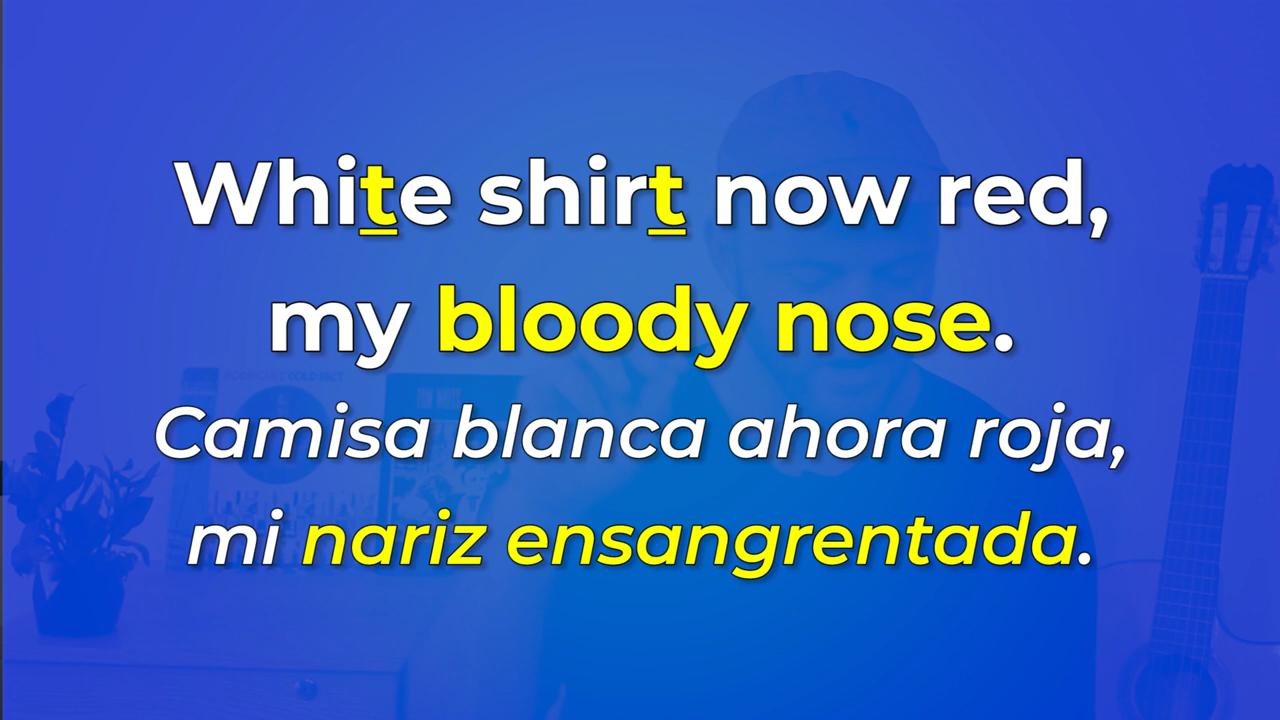 White shirt now red,
my bloody nose.
Camisa blanca ahora roja,
mi nariz ensangrentada.